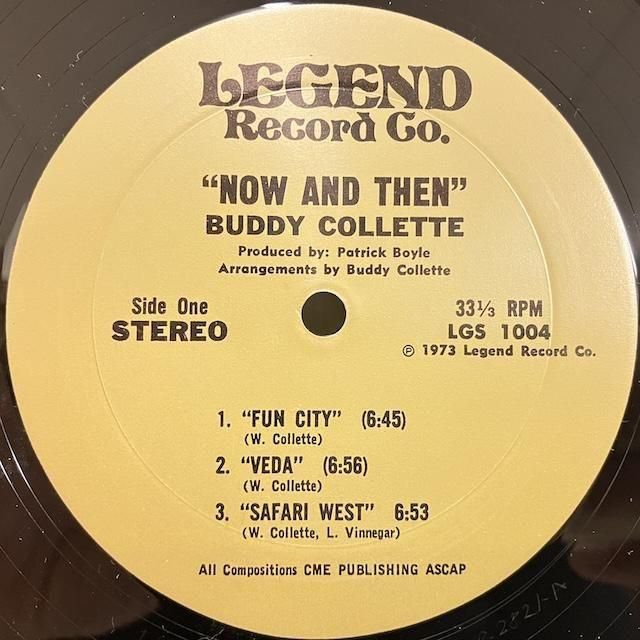 LEGEND
Record Co.
"NOW AND THEN"
BUDDY COLLETTE
Produced by: Patrick Boyle
Arrangements by Buddy Collette
Side One
STEREO
33⅓ RPM
LGS 1004
℗ 1973 Legend Record Co.
1. "FUN CITY" (6:45)
(W. Collette)
2. "VEDA" (6:56)
(W. Collette)
3. "SAFARI WEST" 6:53
(W. Collette, L. Vinnegar)
All Compositions CME PUBLISHING ASCAP